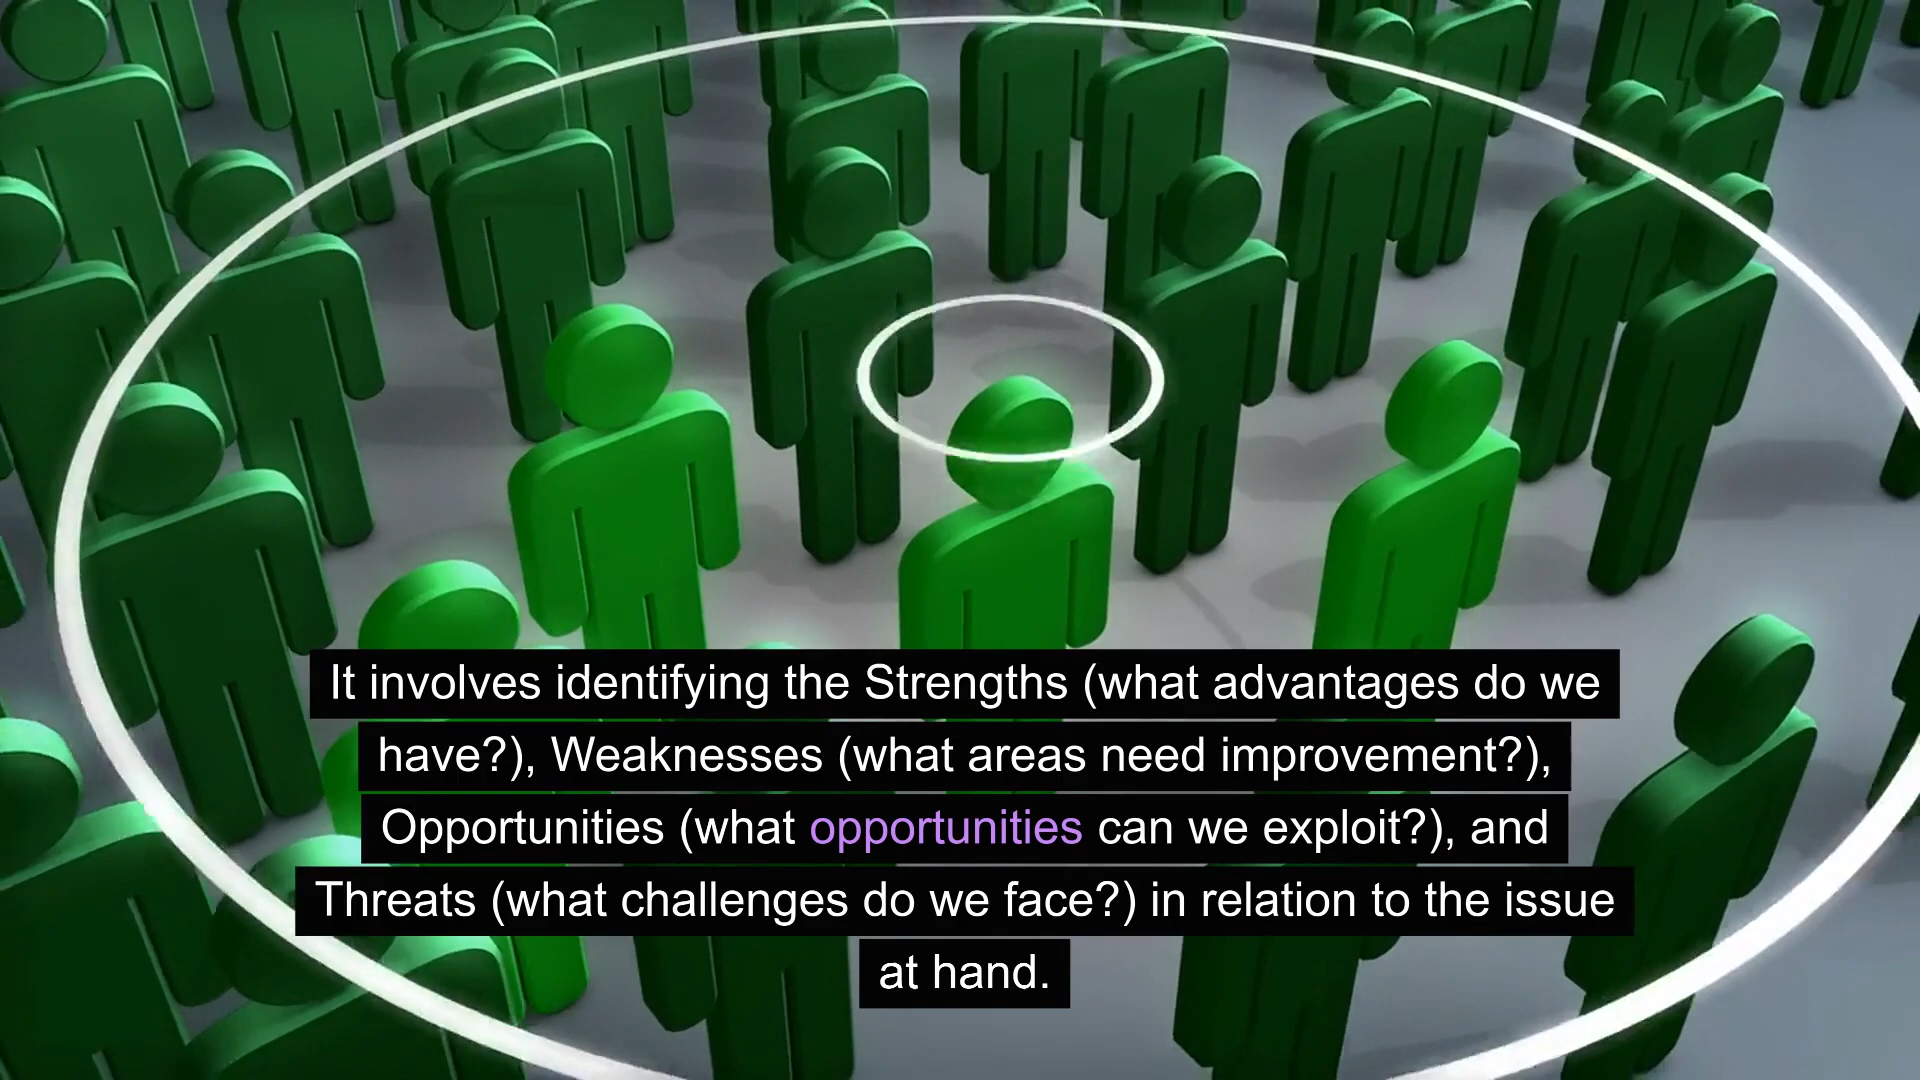 It involves identifying the Strengths (what advantages do we
have?), Weaknesses (what areas need improvement?),
Opportunities (what opportunities can we exploit?), and
Threats (what challenges do we face?) in relation to the issue
at hand.